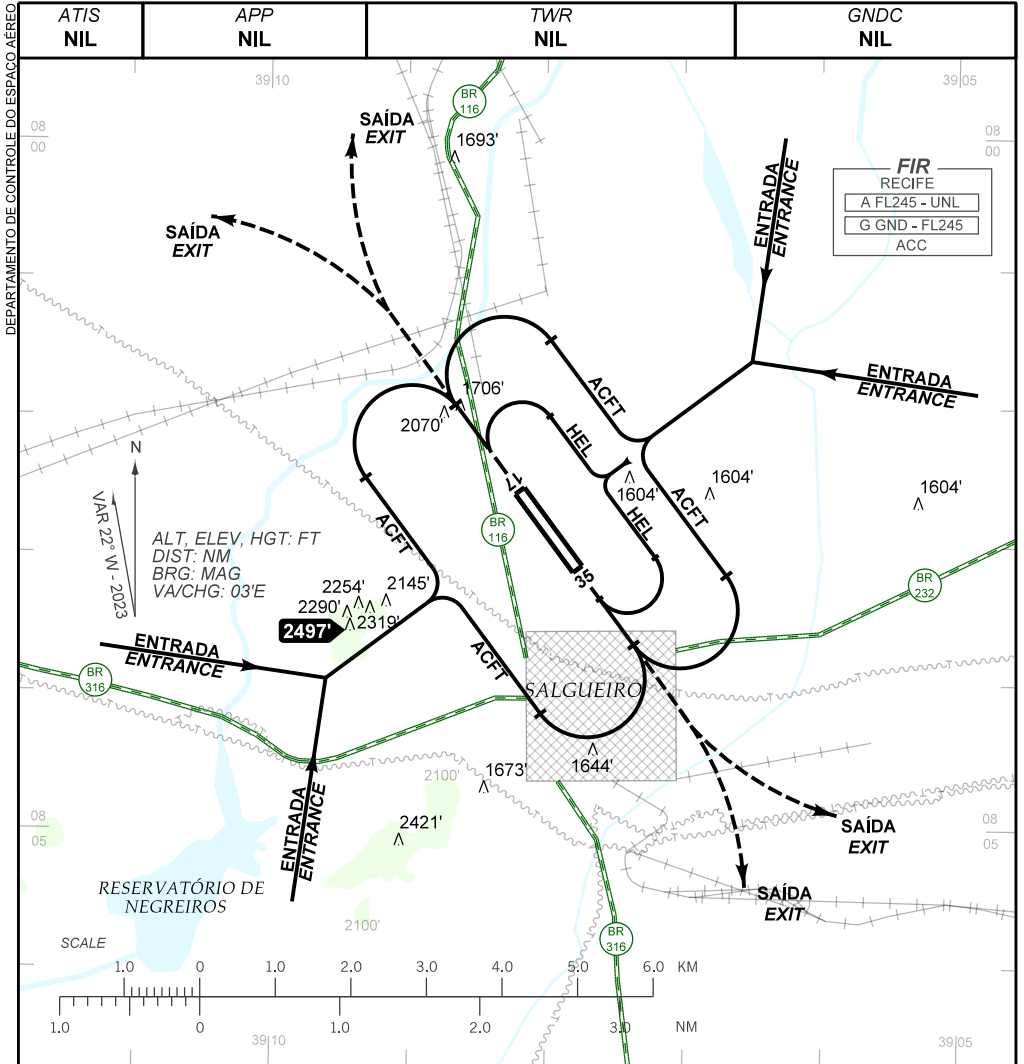 DEPARTAMENTO DE CONTROLE DO ESPAÇO AÉREO
ATIS
NIL
APP
NIL
TWR
NIL
GNDC
NIL
39 10
39 05
BR
116
SAÍDA
EXIT
08
00
1693'
08
00
ENTRADA
ENTRANCE
FIR
RECIFE
A FL245 - UNL
G GND - FL245
ACC
SAÍDA
EXIT
ENTRADA
ENTRANCE
ACFT
706'
2070'
HEL
N
1604'
1604'
1604'
ACFT
17
ACFT
HEL
VAR 22° W - 2023
ALT, ELEV, HGT: FT
DIST: NM
BRG: MAG
VA/CHG: 03'E
BR
116
35
BR
232
2254'
2145'
2290'
2319'
2497'
ENTRADA
ENTRANCE
ACFT
BR
316
SALGUEIRO
1644'
1673'
2100'
ENTRADA
ENTRANCE
08
05
2421'
SAÍDA
EXIT
08
05
RESERVATÓRIO DE
NEGREIROS
SAÍDA
EXIT
2100'
BR
316
SCALE
1.0
0
1.0
2.0
3.0
4.0
5.0
6.0
KM
1.0
0
1.0
2.0
3.0
NM
39 10
39 05